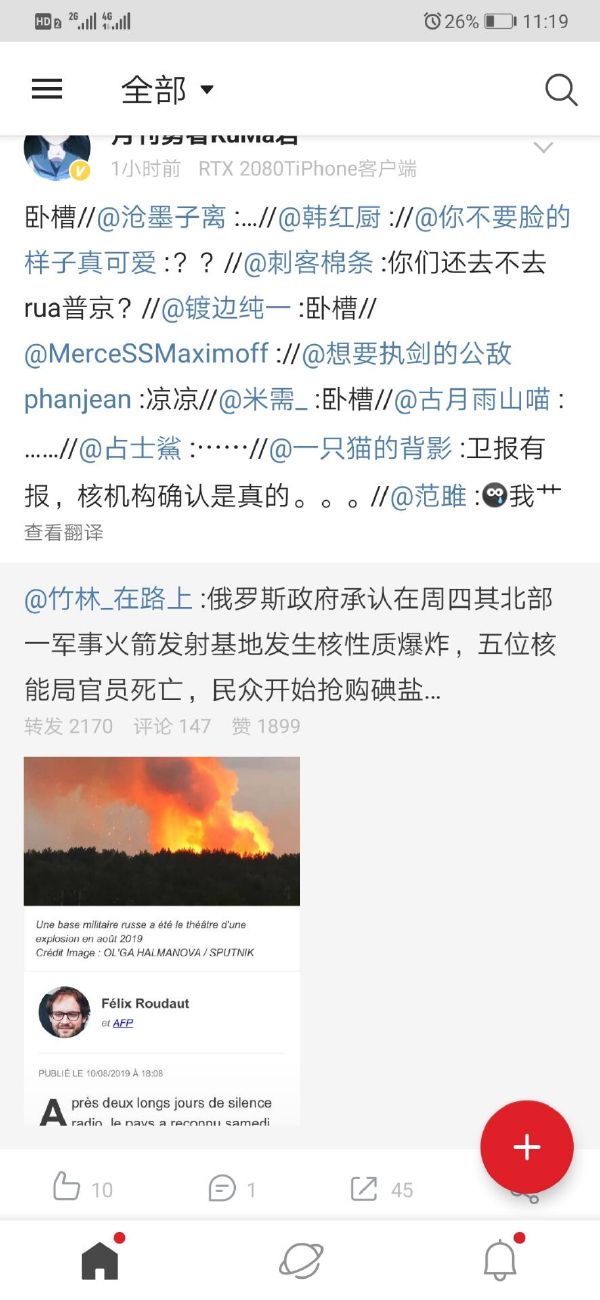 HD 2 2G 4G 26% 11:19
全部
月刊勇者KuMa君
1小时前 RTX 2080TiPhone客户端
卧槽//@沧墨子离 :...//@韩红厨 ://@你不要脸的
样子真可爱 :？？//@刺客棉条 :你们还去不去
rua普京？//@镀边纯一 :卧槽//
@MerceSSMaximoff ://@想要执剑的公敌
phanjean :凉凉//@米需_ :卧槽//@古月雨山喵 :
......//@占士鲨 :……//@一只猫的背影 :卫报有
报，核机构确认是真的。。。//@范雎 :我艹
查看翻译
@竹林_在路上 :俄罗斯政府承认在周四其北部
一军事火箭发射基地发生核性质爆炸，五位核
能局官员死亡，民众开始抢购碘盐...
转发 2170 评论 147 赞 1899
Une base militaire russe a été le théâtre d'une
explosion en août 2019
Crédit Image : OL'GA HALMANOVA / SPUTNIK
Félix Roudaut
et AFP
PUBLIÉ LE 10/08/2019 À 18:08
Après deux longs jours de silence
radio, le pays a reconnu samedi
10 1 45